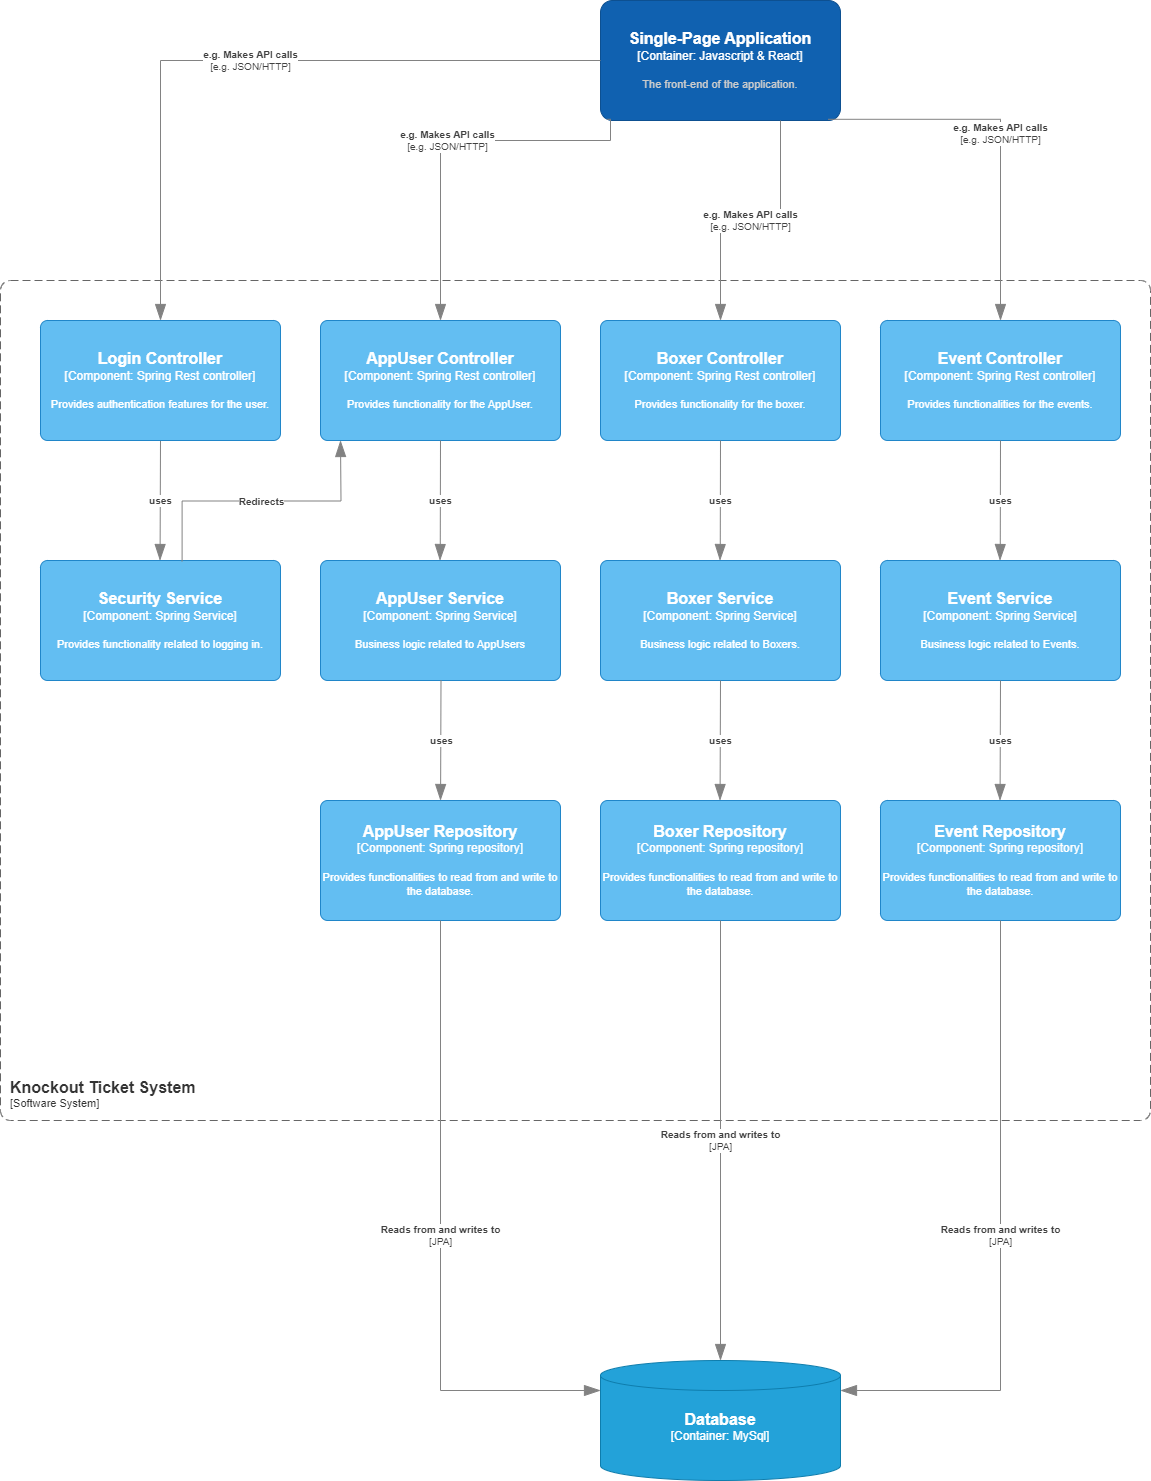 Single-Page Application
[Container: Javascript & React]
The front-end of the application.
e.g. Makes API calls
[e.g. JSON/HTTP]
e.g. Makes API calls
[e.g. JSON/HTTP]
e.g. Makes API calls
[e.g. JSON/HTTP]
e.g. Makes API calls
[e.g. JSON/HTTP]
Login Controller
[Component: Spring Rest controller]
Provides authentication features for the user.
AppUser Controller
[Component: Spring Rest controller]
Provides functionality for the AppUser.
Boxer Controller
[Component: Spring Rest controller]
Provides functionality for the boxer.
Event Controller
[Component: Spring Rest controller]
Provides functionalities for the events.
uses
Redirects
uses
uses
uses
Security Service
[Component: Spring Service]
Provides functionality related to logging in.
AppUser Service
[Component: Spring Service]
Business logic related to AppUsers
Boxer Service
[Component: Spring Service]
Business logic related to Boxers.
Event Service
[Component: Spring Service]
Business logic related to Events.
uses
uses
uses
AppUser Repository
[Component: Spring repository]
Provides functionalities to read from and write to
the database.
Boxer Repository
[Component: Spring repository]
Provides functionalities to read from and write to
the database.
Event Repository
[Component: Spring repository]
Provides functionalities to read from and write to
the database.
Knockout Ticket System
[Software System]
Reads from and writes to
[JPA]
Reads from and writes to
[JPA]
Reads from and writes to
[JPA]
Database
[Container: MySql]